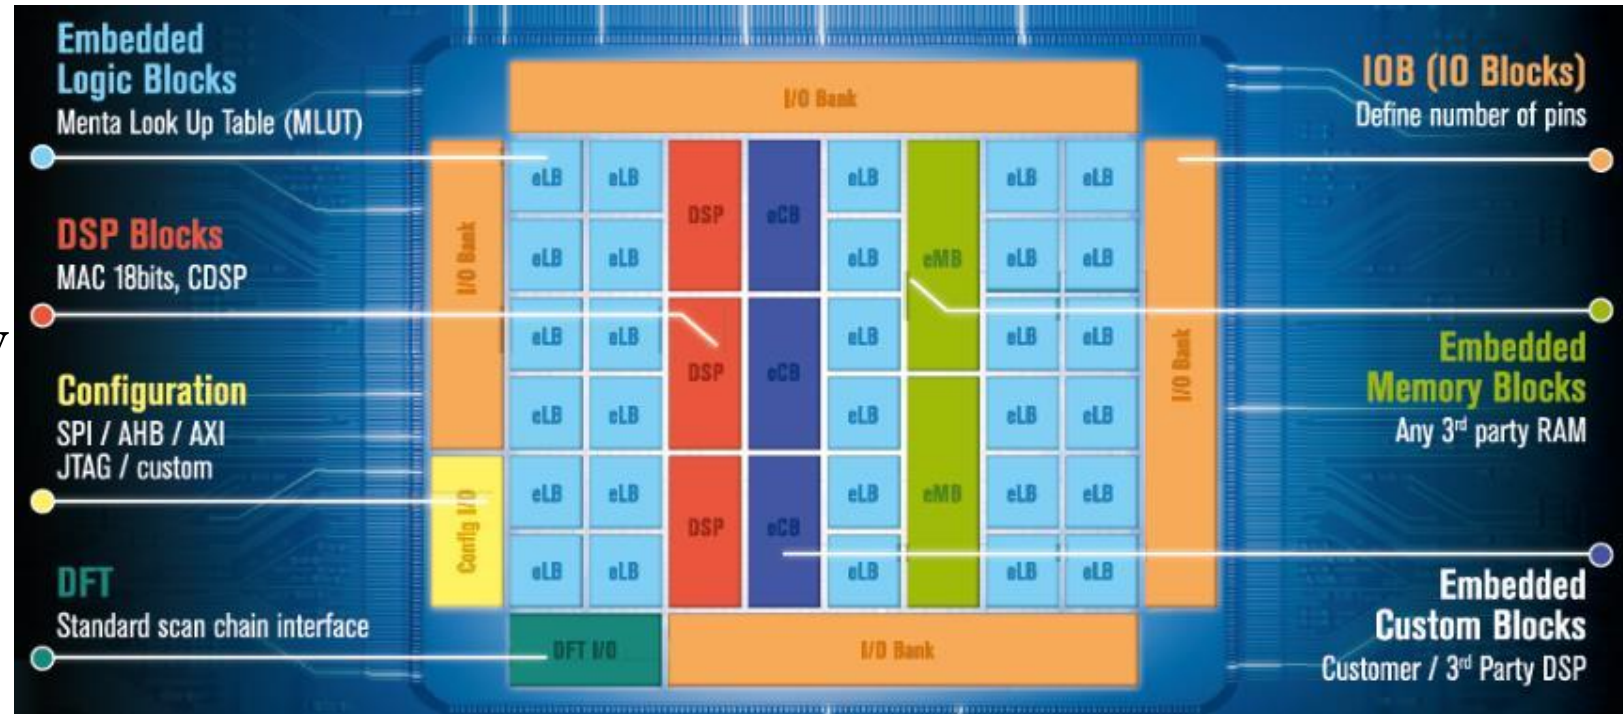 Embedded
Logic Blocks
Menta Look Up Table (MLUT)
DSP Blocks
MAC 18bits, CDSP
y
Configuration
SPI / AHB / AXI
JTAG / custom
DFT
Standard scan chain interface
I/O Bank
I/O Bank
Config I/O
eLB eLB DSP eCB eLB eMB eLB eLB
eLB eLB eLB eLB eLB
eLB eLB DSP eCB eLB eLB eLB
eLB eLB eLB eLB eLB
eLB eLB DSP eCB eLB eMB eLB eLB
eLB eLB eLB eLB eLB
DFT I/O
I/O Bank
I/O Bank
IOB (IO Blocks)
Define number of pins
Embedded
Memory Blocks
Any 3rd party RAM
Embedded
Custom Blocks
Customer / 3rd Party DSP